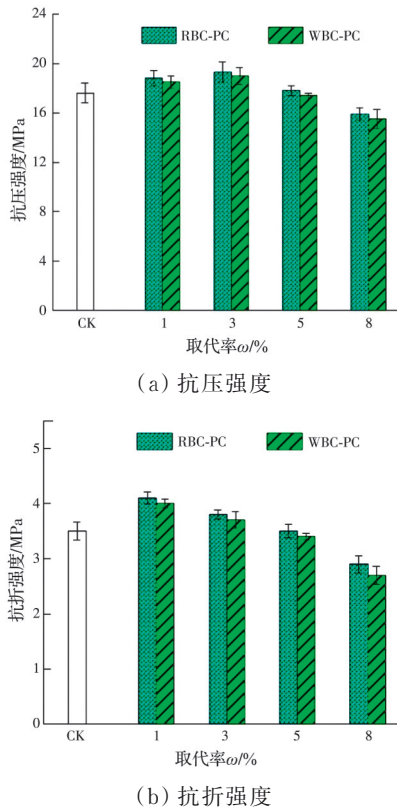 RBC-PC WBC-PC
24
20
16
12
8
4
0
抗压强度/MPa
CK 1 3 5 8
取代率ω/%
(a) 抗压强度
RBC-PC WBC-PC
5
4
3
2
1
0
抗折强度/MPa
CK 1 3 5 8
取代率ω/%
(b) 抗折强度